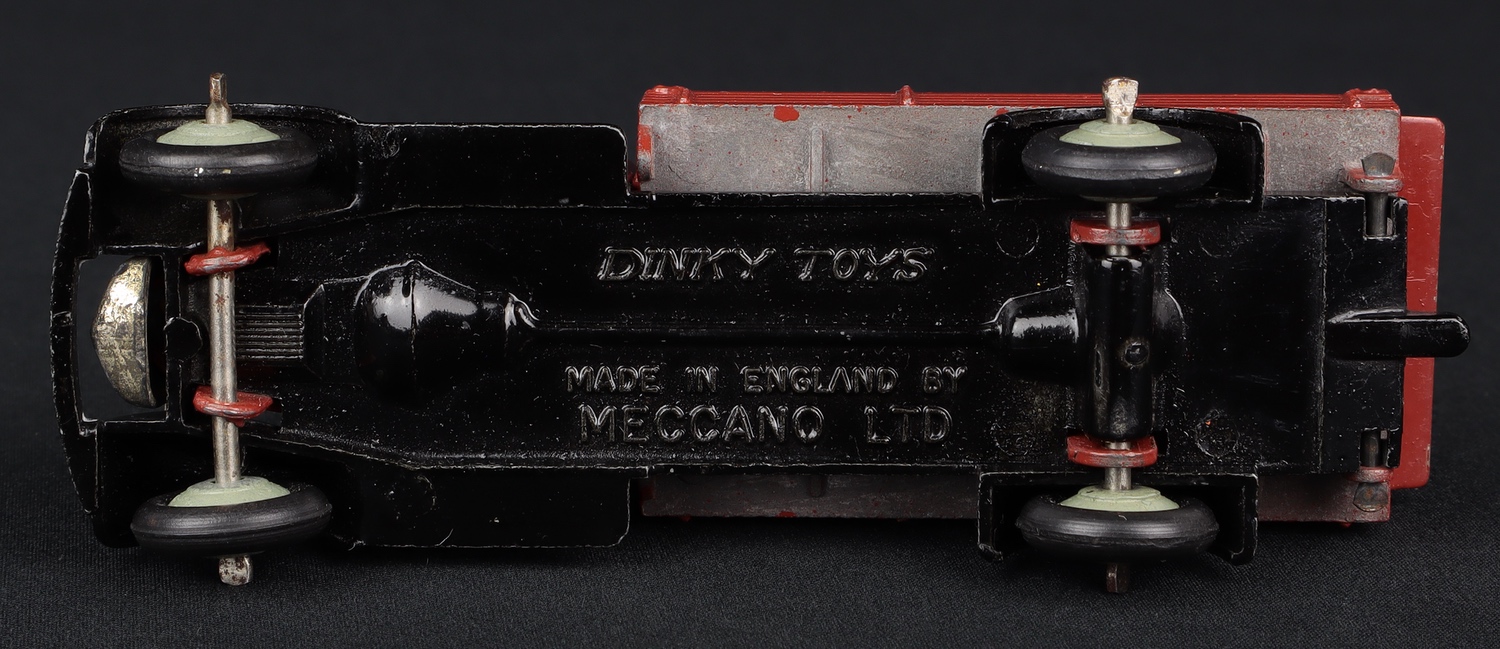 DINKY TOYS
MADE IN ENGLAND BY
MECCANO LTD